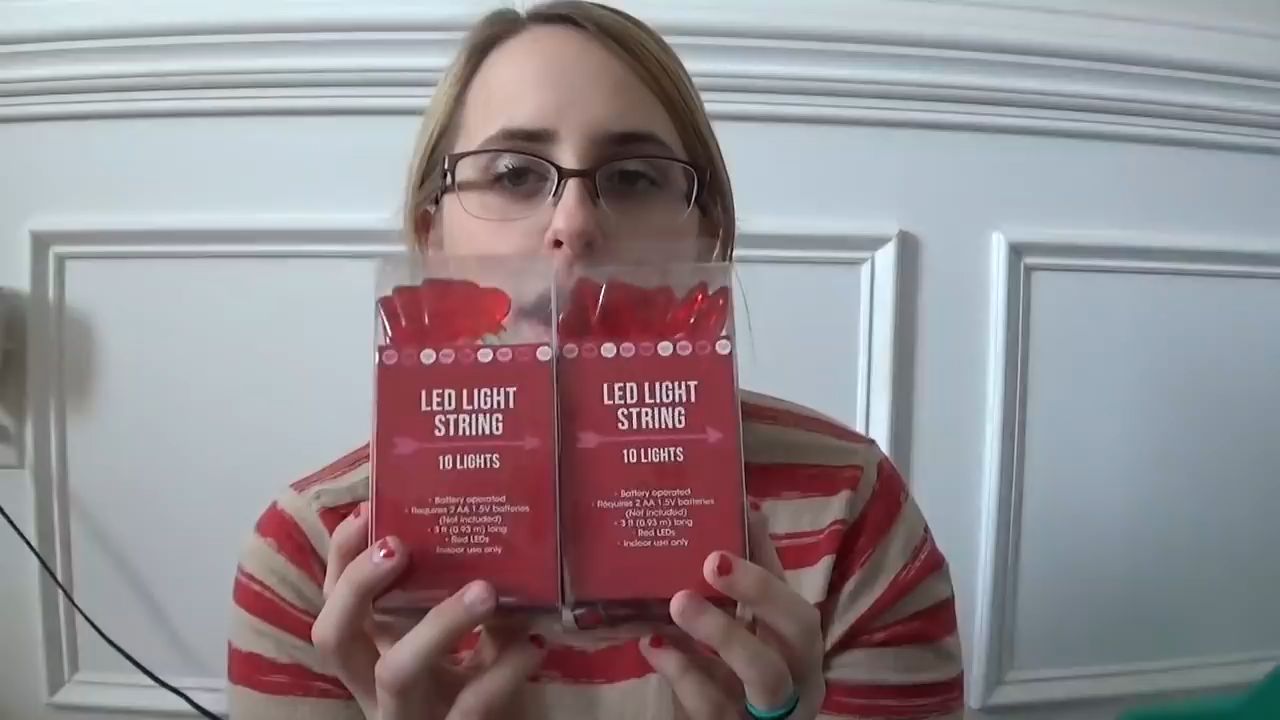 LED LIGHT
STRING
10 LIGHTS
• Battery operated
• Requires 2 AA 1.5V batteries
(Not included)
• 3 ft (0.93 m) long
• Red LEDs
Indoor use only
LED LIGHT
STRING
10 LIGHTS
• Battery operated
• Requires 2 AA 1.5V batteries
(Not included)
• 3 ft (0.93 m) long
• Red LEDs
• Indoor use only